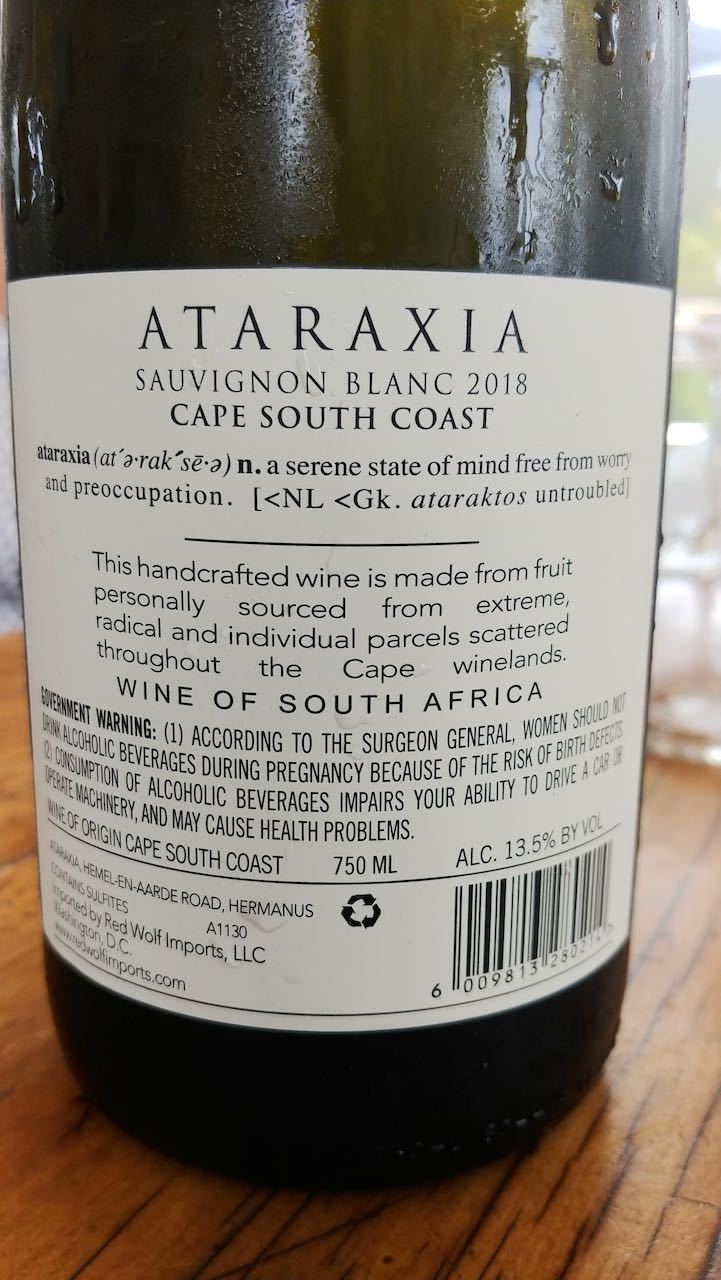 ATARAXIA
SAUVIGNON BLANC 2018
CAPE SOUTH COAST
ataraxia (at´ə·rak´sē·ə) n. a serene state of mind free from worry
and preoccupation. [<NL <Gk. ataraktos untroubled]
This handcrafted wine is made from fruit
personally sourced from extreme,
radical and individual parcels scattered
throughout the Cape winelands.
WINE OF SOUTH AFRICA
GOVERNMENT WARNING: (1) ACCORDING TO THE SURGEON GENERAL, WOMEN SHOULD NOT
DRINK ALCOHOLIC BEVERAGES DURING PREGNANCY BECAUSE OF THE RISK OF BIRTH DEFECTS.
(2) CONSUMPTION OF ALCOHOLIC BEVERAGES IMPAIRS YOUR ABILITY TO DRIVE A CAR OR
OPERATE MACHINERY, AND MAY CAUSE HEALTH PROBLEMS.
WINE OF ORIGIN CAPE SOUTH COAST 750 ML ALC. 13.5% BY VOL
ATARAXIA, HEMEL-EN-AARDE ROAD, HERMANUS
CONTAINS SULFITES A1130
Imported by Red Wolf Imports, LLC
Washington, D.C.
www.redwolfimports.com
6 009813